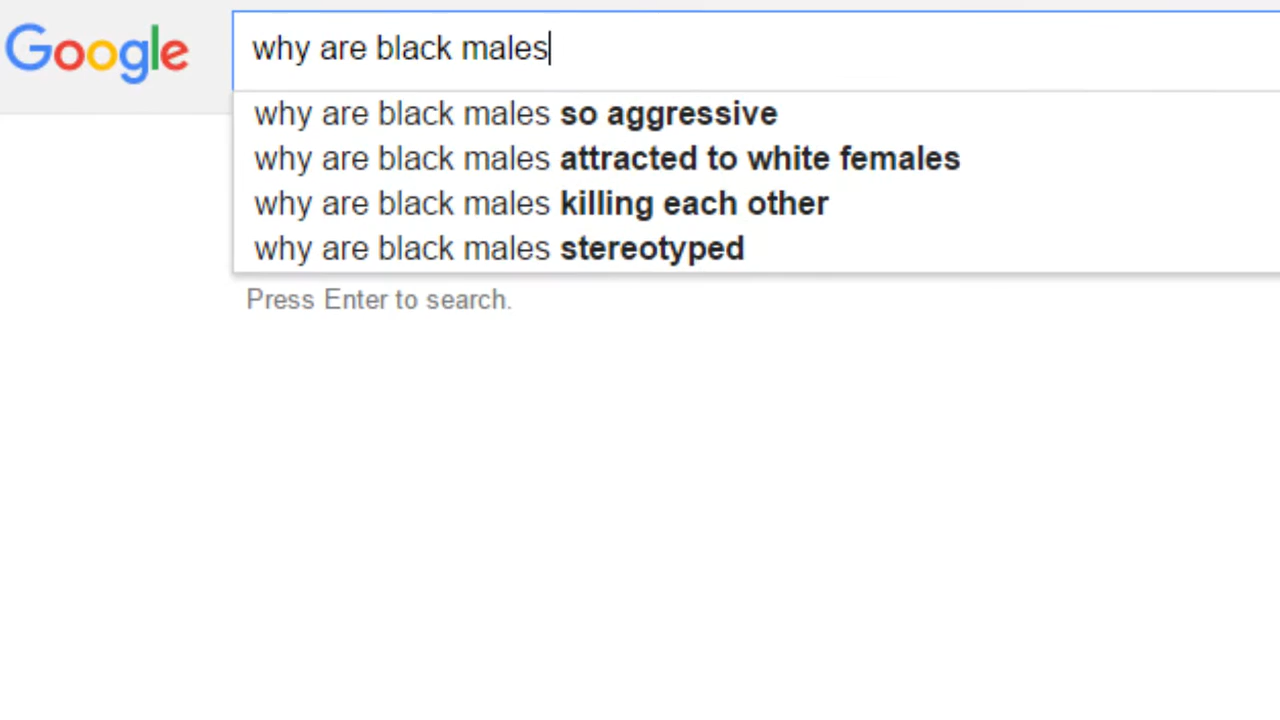 Google
why are black males
why are black males so aggressive
why are black males attracted to white females
why are black males killing each other
why are black males stereotyped
Press Enter to search.